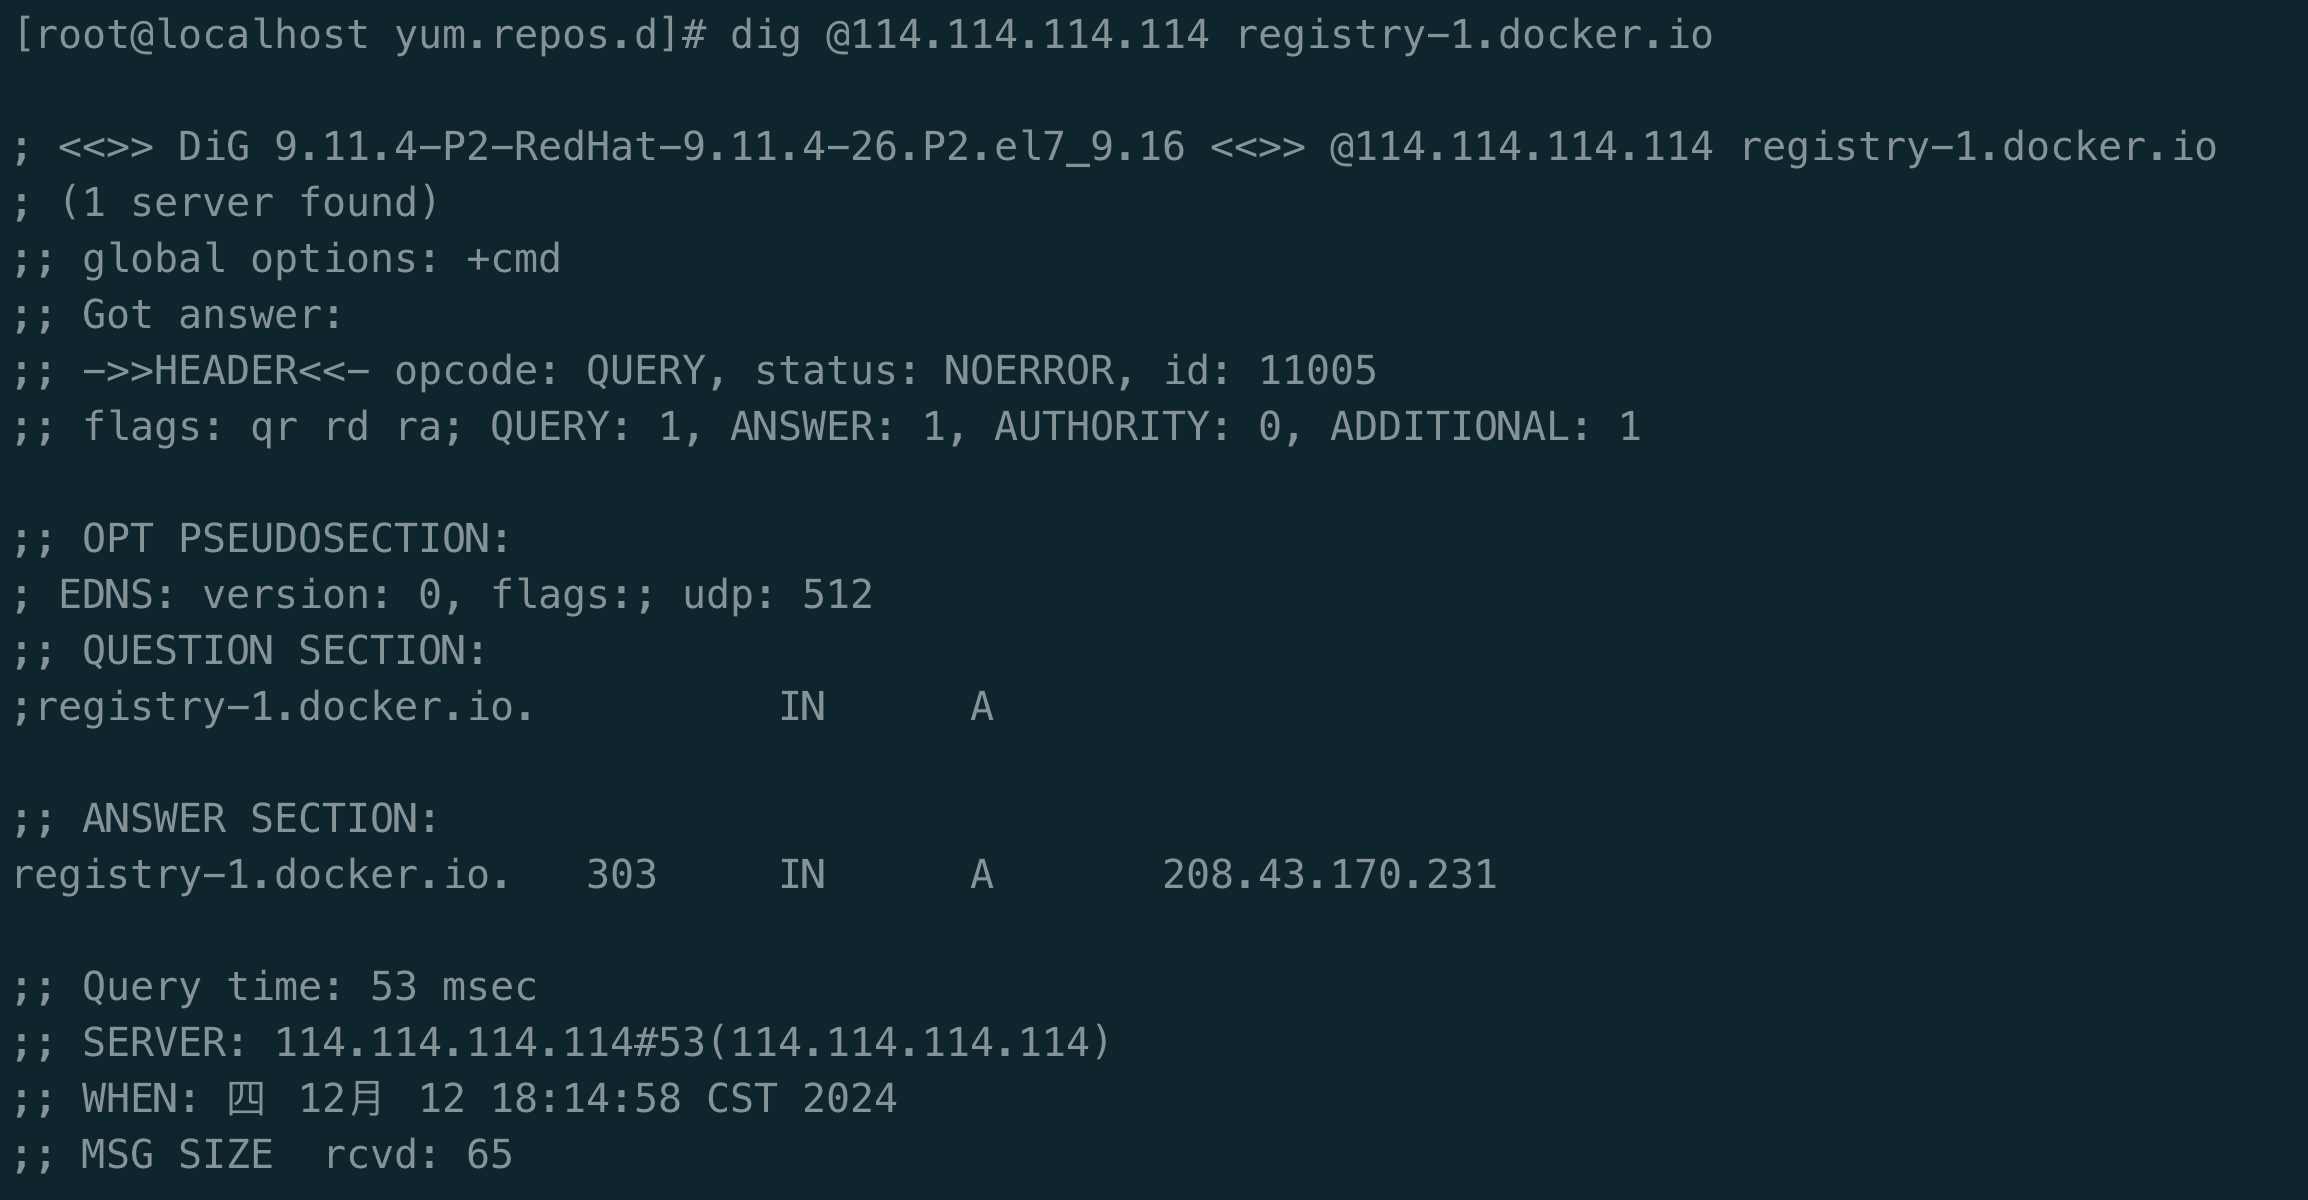 [root@localhost yum.repos.d]# dig @114.114.114.114 registry-1.docker.io
; <<>> DiG 9.11.4-P2-RedHat-9.11.4-26.P2.el7_9.16 <<>> @114.114.114.114 registry-1.docker.io
; (1 server found)
;; global options: +cmd
;; Got answer:
;; ->>HEADER<<- opcode: QUERY, status: NOERROR, id: 11005
;; flags: qr rd ra; QUERY: 1, ANSWER: 1, AUTHORITY: 0, ADDITIONAL: 1
;; OPT PSEUDOSECTION:
; EDNS: version: 0, flags:; udp: 512
;; QUESTION SECTION:
;registry-1.docker.io. IN A
;; ANSWER SECTION:
registry-1.docker.io. 303 IN A 208.43.170.231
;; Query time: 53 msec
;; SERVER: 114.114.114.114#53(114.114.114.114)
;; WHEN: 四 12月 12 18:14:58 CST 2024
;; MSG SIZE rcvd: 65